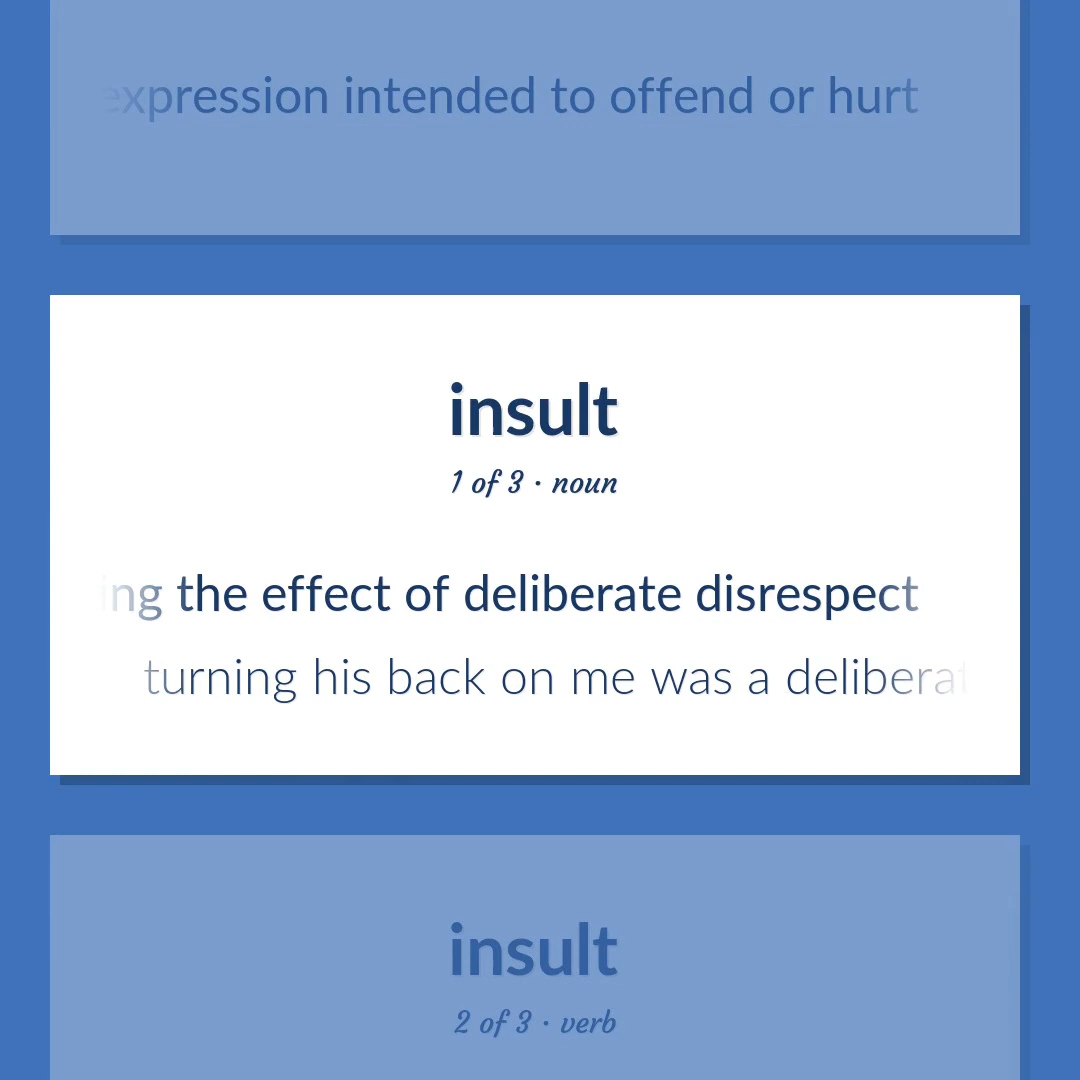 expression intended to offend or hurt
insult
1 of 3 · noun
ing the effect of deliberate disrespect
turning his back on me was a deliberat
insult
2 of 3 · verb